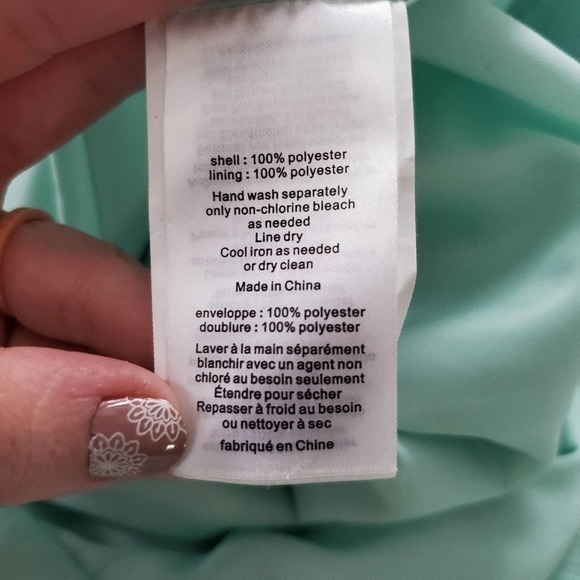 shell : 100% polyester
lining : 100% polyester
Hand wash separately
only non-chlorine bleach
as needed
Line dry
Cool iron as needed
or dry clean
Made in China
enveloppe : 100% polyester
doublure : 100% polyester
Laver à la main séparément
blanchir avec un agent non
chloré au besoin seulement
Étendre pour sécher
Repasser à froid au besoin
ou nettoyer à sec
fabriqué en Chine